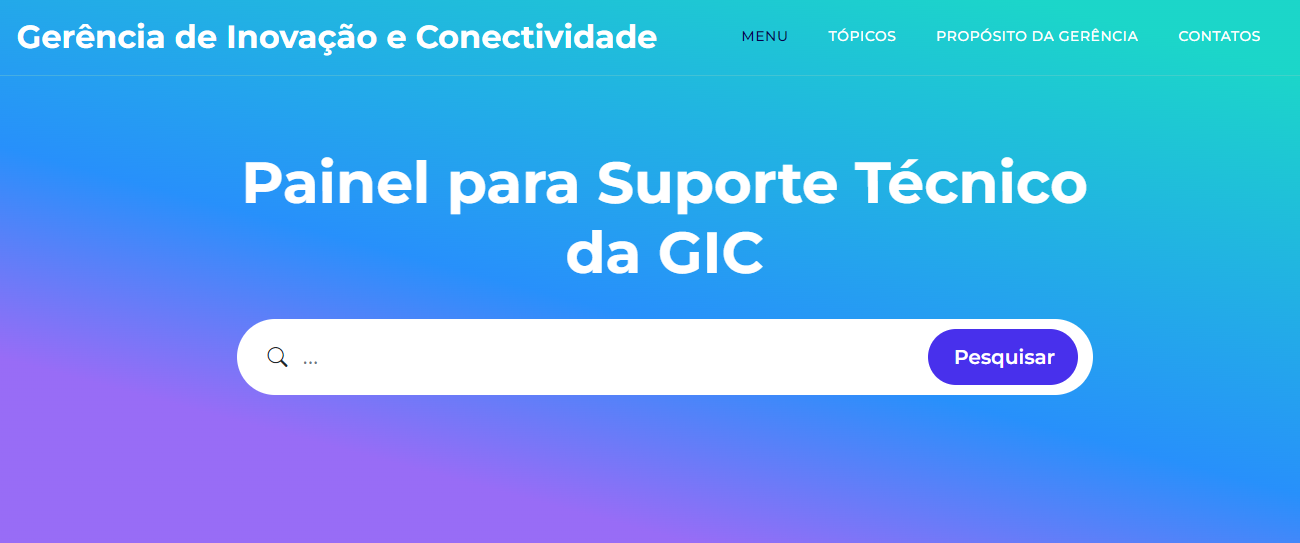 Gerência de Inovação e Conectividade
MENU
TÓPICOS
PROPÓSITO DA GERÊNCIA
CONTATOS
Painel para Suporte Técnico
da GIC
...
Pesquisar